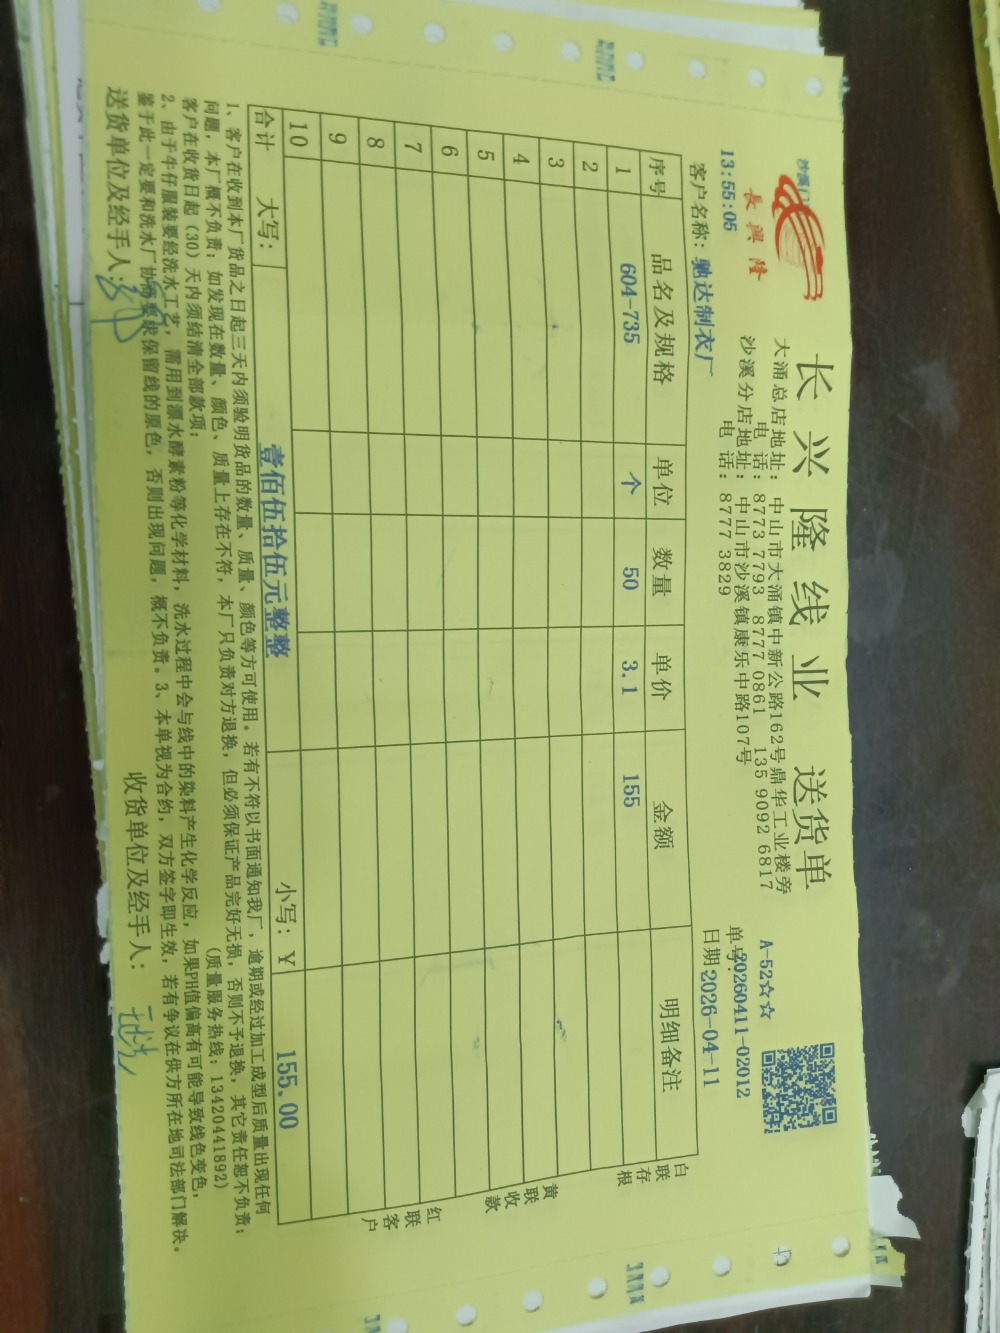 沙溪门
長興隆
长兴隆线业 送货单
大涌总店地址：中山市大涌镇中新公路162号鼎华工业楼旁
电话：8773 7793 8777 0861 135 9092 6817
沙溪分店地址：中山市沙溪镇康乐中路107号
电话：8777 3829
A-52☆☆
13:55:05
单号：20260411-02012
客户名称：驰达制衣厂
日期：2026-04-11
序号 品名及规格 单位 数量 单价 金额 明细备注
1 604-735 个 50 3.1 155
2
3
4
5
6
7
8
9
10
合计 大写：壹佰伍拾伍元整整 小写：￥ 155.00
白联存根
黄联收款
红联客户
1、客户在收到本厂货品之日起三天内须验明货品的数量、质量、颜色等方可使用。若有不符以书面通知我厂，逾期或经过加工成型后质量出现任何
问题，本厂概不负责；如发现在数量、颜色、质量上存在不符，本厂只负责对方退换，但必须保证产品完好无损，否则不予退换，其它责任恕不负责；
客户在收货日起（30）天内须结清全部款项；（质量服务热线：13420441892）
2、由于牛仔服装要经洗水工艺，需用到漂水酵素粉等化学材料，洗水过程中会与线中的染料产生化学反应，如果PH值偏高有可能导致线色变色，
鉴于此一定要和洗水厂协商要求保留线的原色，否则出现问题，概不负责。3、本单视为合约，双方签字即生效，若有争议在供方所在地司法部门解决。
送货单位及经手人：
收货单位及经手人：